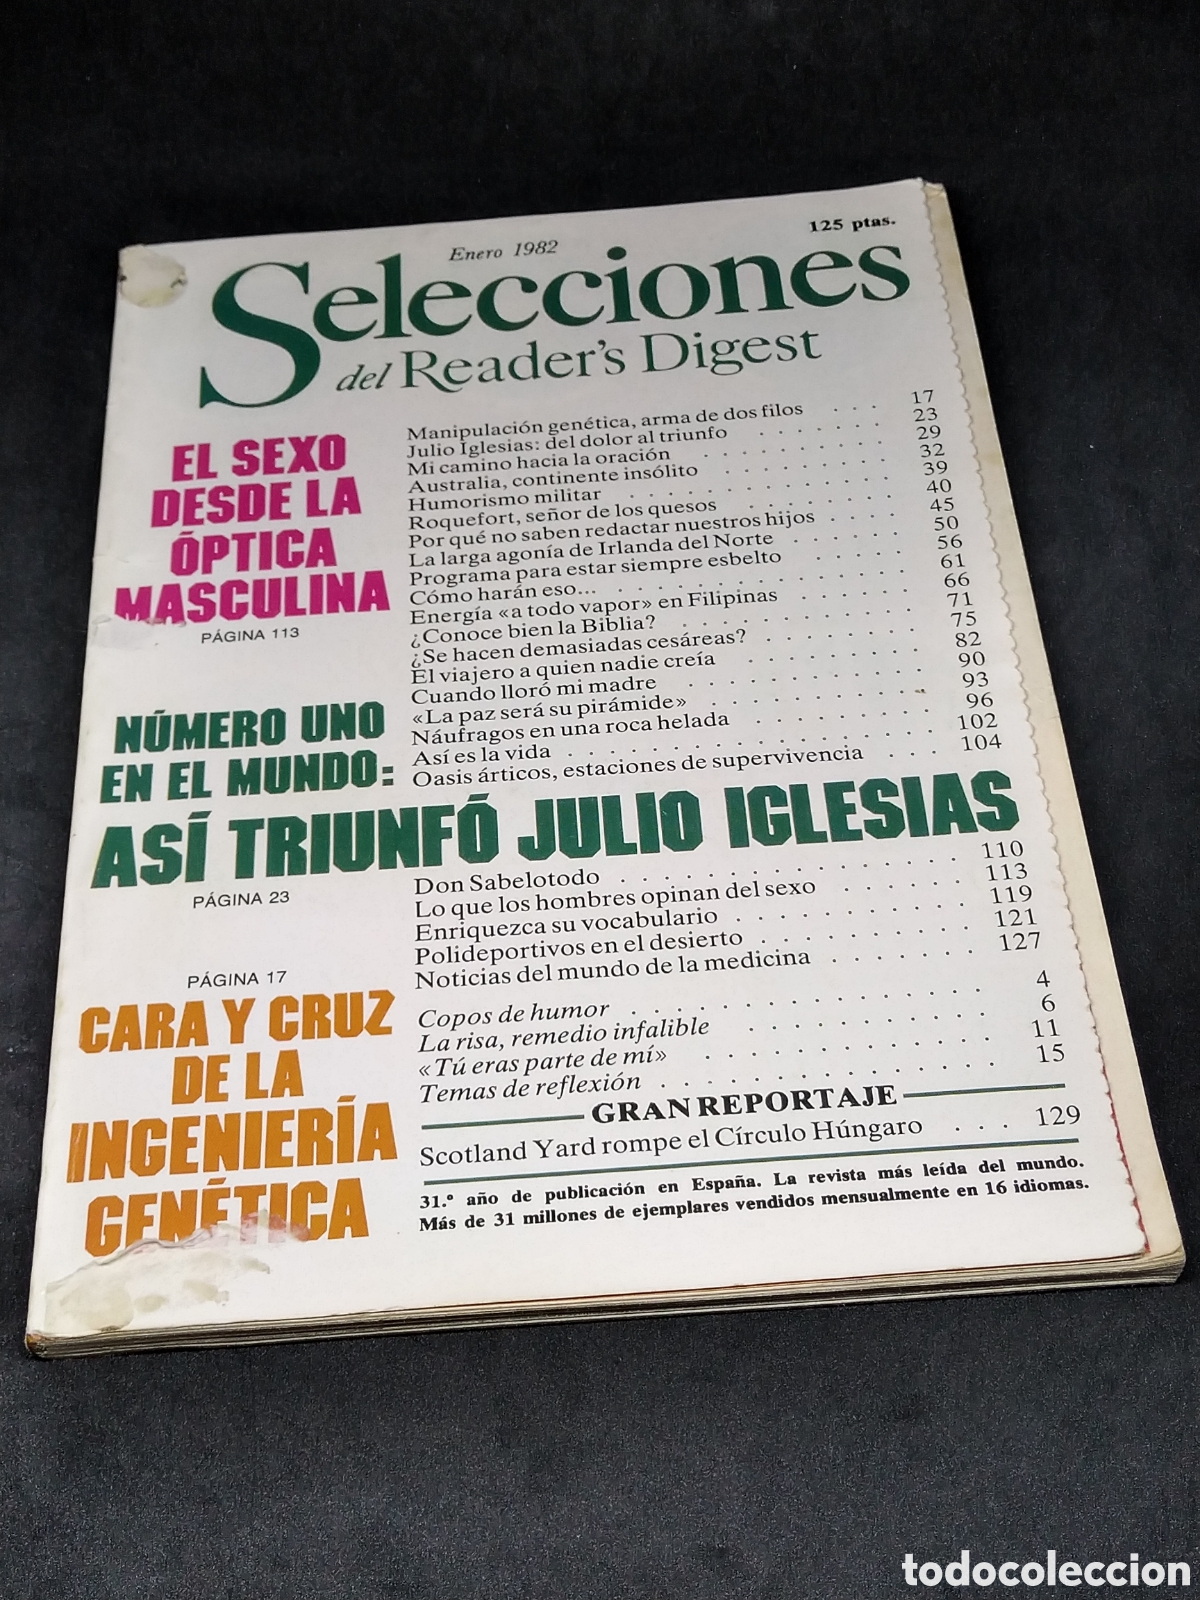 Enero 1982
125 ptas.
Selecciones
del Reader's Digest
EL SEXO
DESDE LA
ÓPTICA
MASCULINA
PÁGINA 113
NÚMERO UNO
EN EL MUNDO:
Manipulación genética, arma de dos filos . . . 17
Julio Iglesias: del dolor al triunfo . . . . . . . 23
Mi camino hacia la oración . . . . . . . . . 29
Australia, continente insólito . . . . . . . . . 32
Humorismo militar . . . . . . . . . . . . . 39
Roquefort, señor de los quesos . . . . . . . . 40
Por qué no saben redactar nuestros hijos . . . . 45
La larga agonía de Irlanda del Norte . . . . . . 50
Programa para estar siempre esbelto . . . . . 56
Cómo harán eso... . . . . . . . . . . . . . 61
Energía «a todo vapor» en Filipinas . . . . . . 66
¿Conoce bien la Biblia? . . . . . . . . . . . 71
¿Se hacen demasiadas cesáreas? . . . . . . . . 75
El viajero a quien nadie creía . . . . . . . . . 82
Cuando lloró mi madre . . . . . . . . . . . 90
«La paz será su pirámide» . . . . . . . . . . 93
Náufragos en una roca helada . . . . . . . . . 96
Así es la vida . . . . . . . . . . . . . . . 102
Oasis árticos, estaciones de supervivencia . . . 104
ASÍ TRIUNFÓ JULIO IGLESIAS
PÁGINA 23
Don Sabelotodo . . . . . . . . . . . . . . 110
Lo que los hombres opinan del sexo . . . . . . 113
Enriquezca su vocabulario . . . . . . . . . . 119
Polideportivos en el desierto . . . . . . . . . 121
Noticias del mundo de la medicina . . . . . . . 127
PÁGINA 17
CARA Y CRUZ
DE LA
INGENIERÍA
GENÉTICA
Copos de humor . . . . . . . . . . . . . . 4
La risa, remedio infalible . . . . . . . . . . 6
«Tú eras parte de mí» . . . . . . . . . . . . 11
Temas de reflexión . . . . . . . . . . . . . 15
GRAN REPORTAJE
Scotland Yard rompe el Círculo Húngaro . . . 129
31.º año de publicación en España. La revista más leída del mundo.
Más de 31 millones de ejemplares vendidos mensualmente en 16 idiomas.
todocoleccion